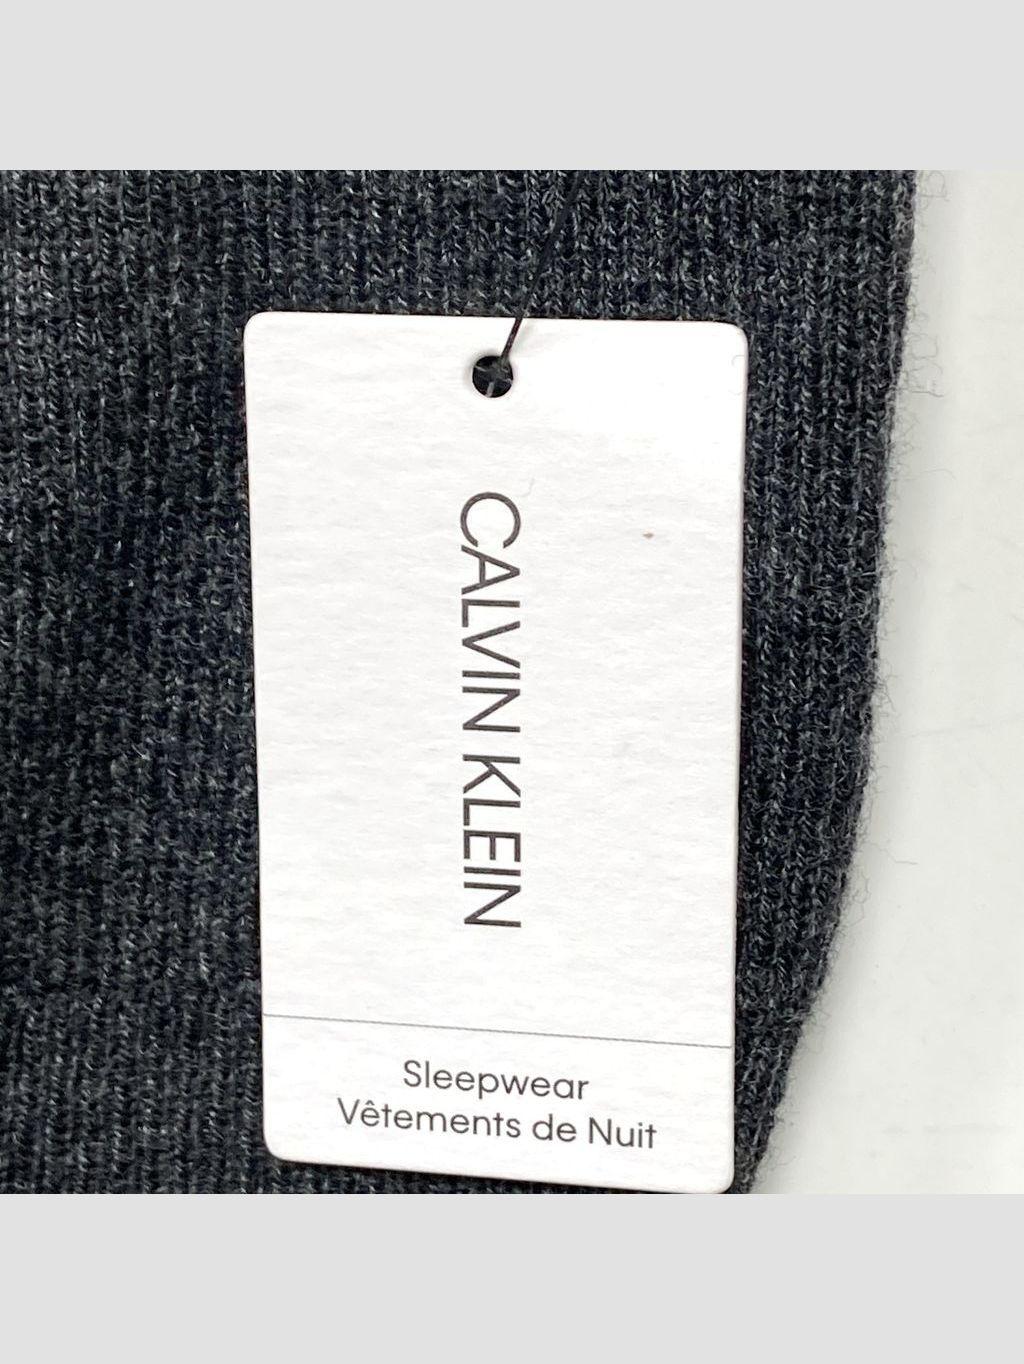 CALVIN KLEIN
Sleepwear
Vêtements de Nuit